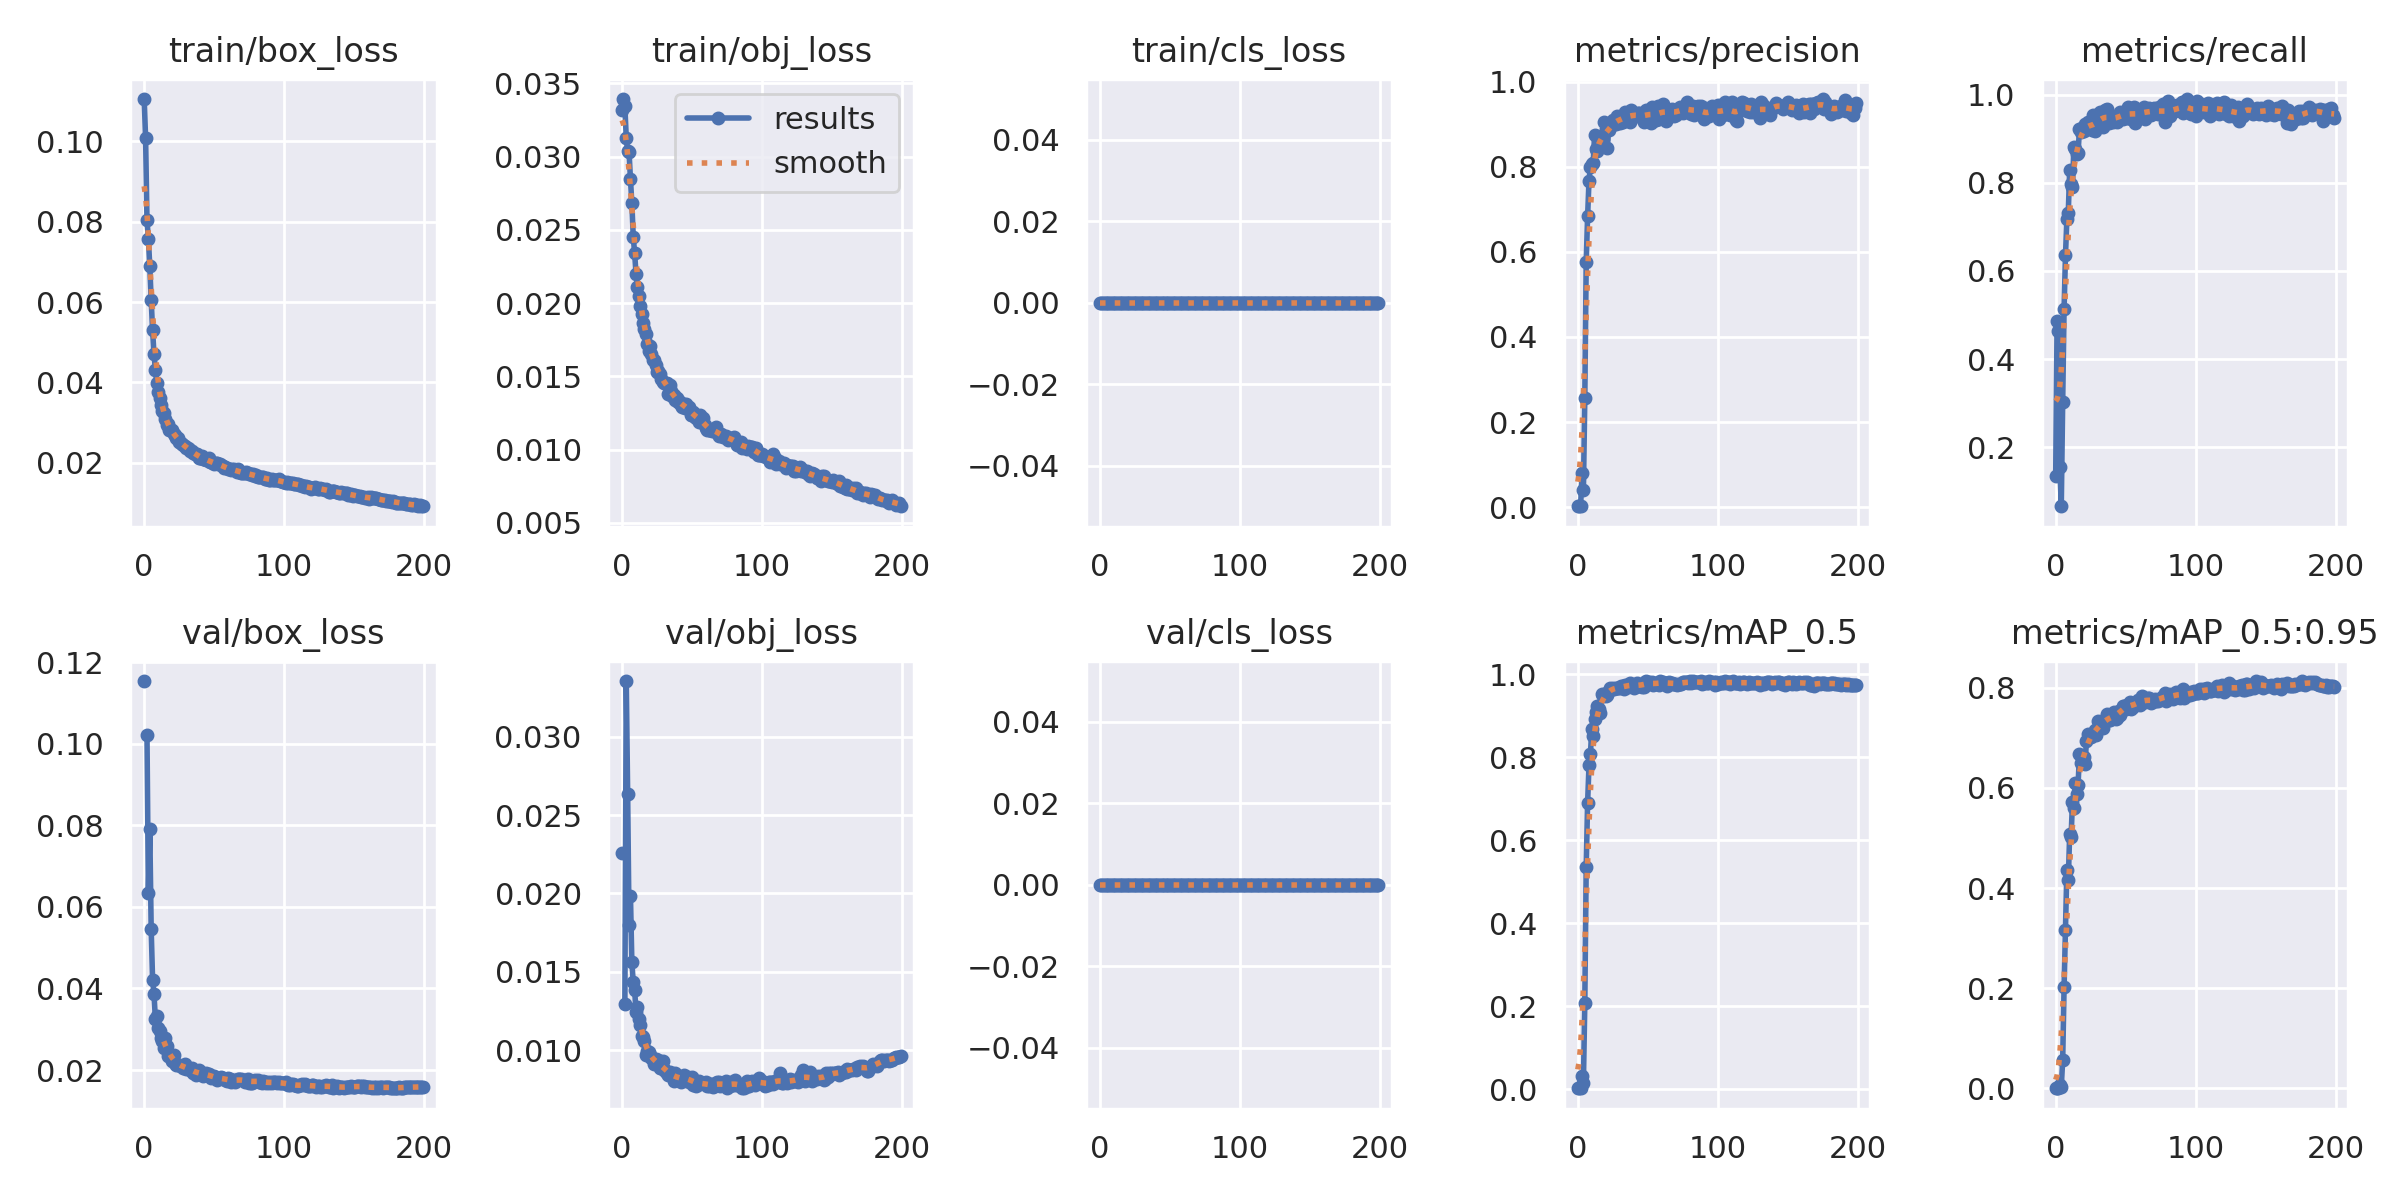 train/box_loss
train/obj_loss
train/cls_loss
metrics/precision
metrics/recall
0.10
0.08
0.06
0.04
0.02
0 100 200
0.035
0.030
0.025
0.020
0.015
0.010
0.005
0 100 200
results
smooth
0.04
0.02
0.00
−0.02
−0.04
0 100 200
1.0
0.8
0.6
0.4
0.2
0.0
0 100 200
1.0
0.8
0.6
0.4
0.2
0 100 200
val/box_loss
val/obj_loss
val/cls_loss
metrics/mAP_0.5
metrics/mAP_0.5:0.95
0.12
0.10
0.08
0.06
0.04
0.02
0 100 200
0.030
0.025
0.020
0.015
0.010
0 100 200
0.04
0.02
0.00
−0.02
−0.04
0 100 200
1.0
0.8
0.6
0.4
0.2
0.0
0 100 200
0.8
0.6
0.4
0.2
0.0
0 100 200